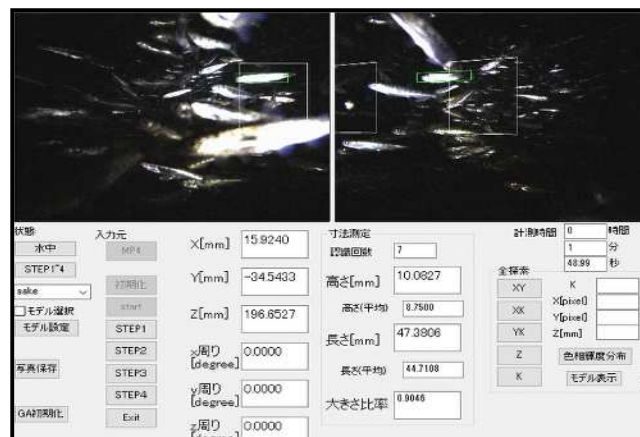 状態
水中
STEP1~4
sake
モデル選択
モデル設定
写真保存
GA初期化
入力元
MP4
初期化
start
STEP1
STEP2
STEP3
STEP4
Exit
X[mm] 15.9240
Y[mm] -34.5433
Z[mm] 196.6527
x周り [degree] 0.0000
y周り [degree] 0.0000
z周り [degree] 0.0000
寸法測定
認識回数 7
高さ[mm] 10.0827
高さ(平均) 8.7500
長さ[mm] 47.3906
長さ(平均) 44.7108
大きさ比率 0.9046
計測時間 0 時間
1 分
48.99 秒
全探索
XY
XK
YK
Z
K
K
X[pixel]
Y[pixel]
Z[mm]
色相輝度分布
モデル表示